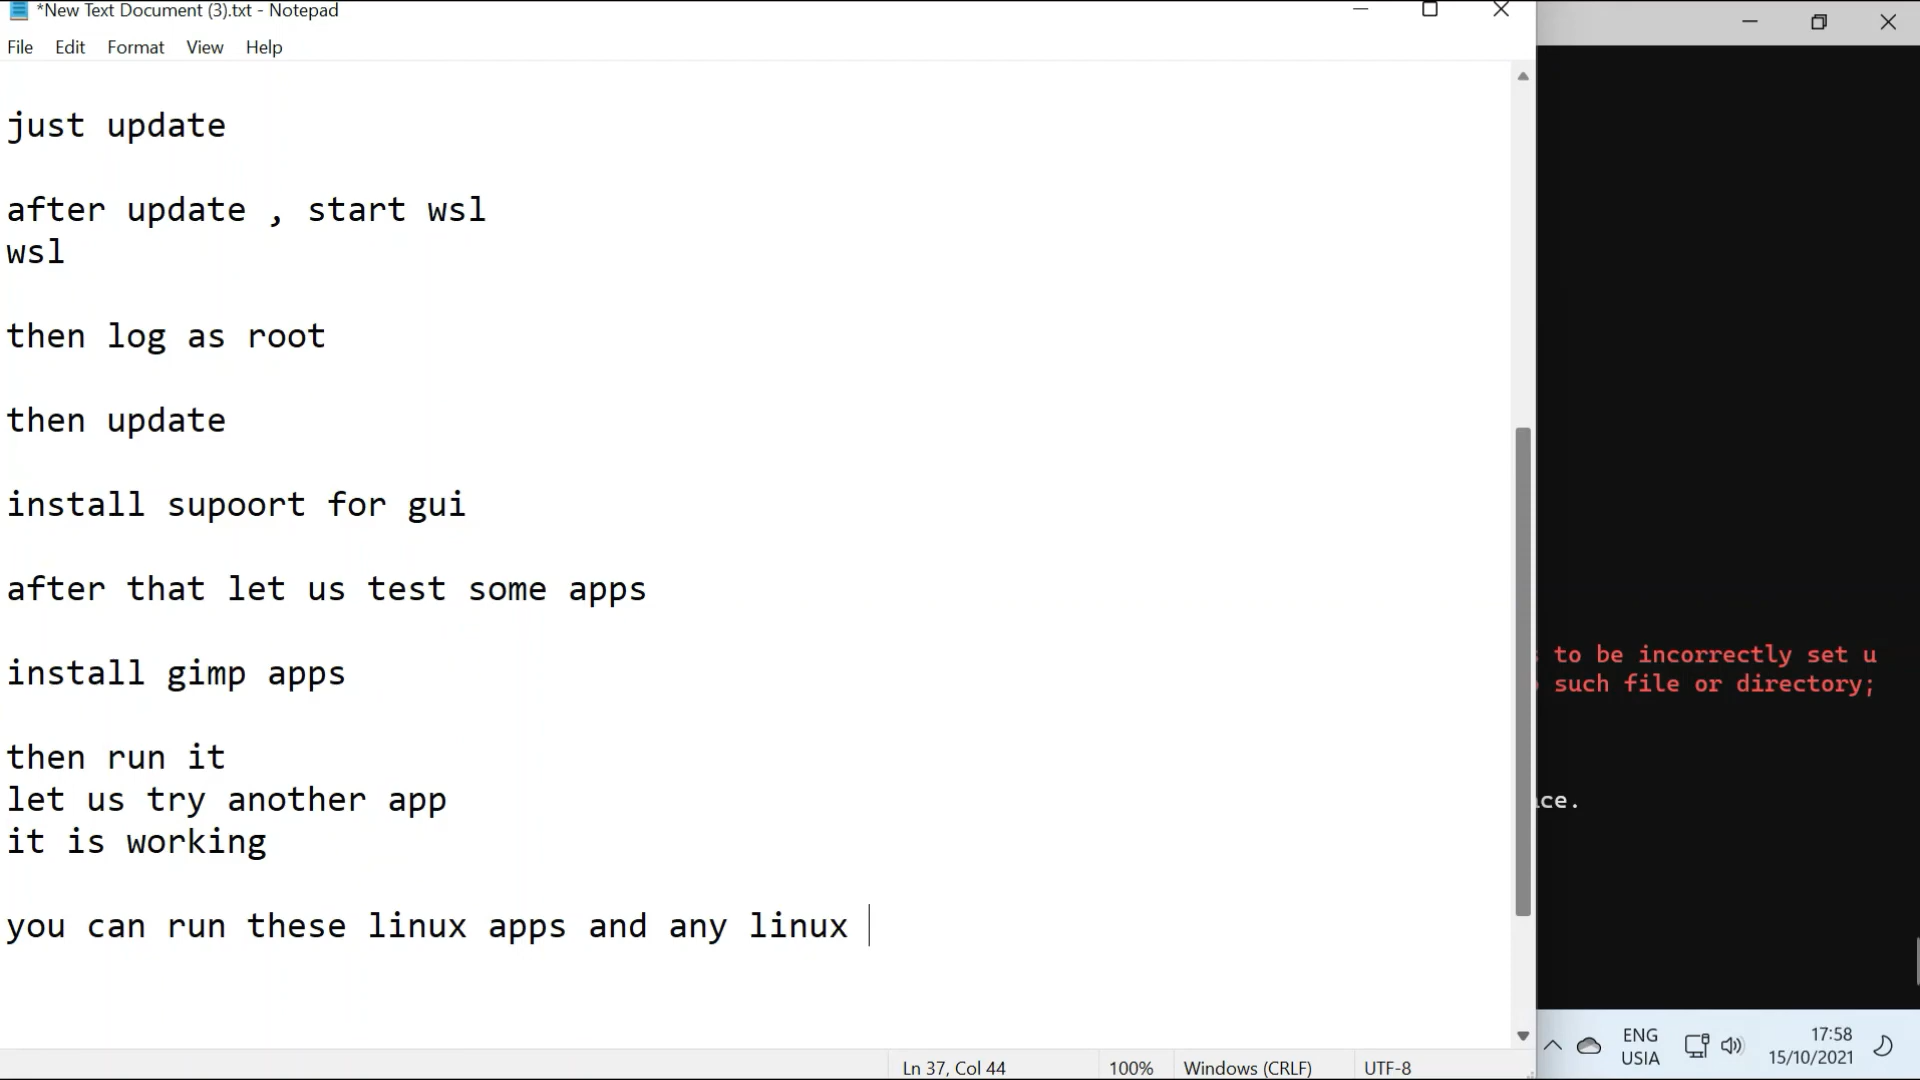 *New Text Document (3).txt - Notepad
File Edit Format View Help
just update
after update , start wsl
wsl
then log as root
then update
install supoort for gui
after that let us test some apps
install gimp apps
then run it
let us try another app
it is working
you can run these linux apps and any linux
to be incorrectly set u
such file or directory;
ce.
Ln 37, Col 44 100% Windows (CRLF) UTF-8
ENG
USIA
17:58
15/10/2021